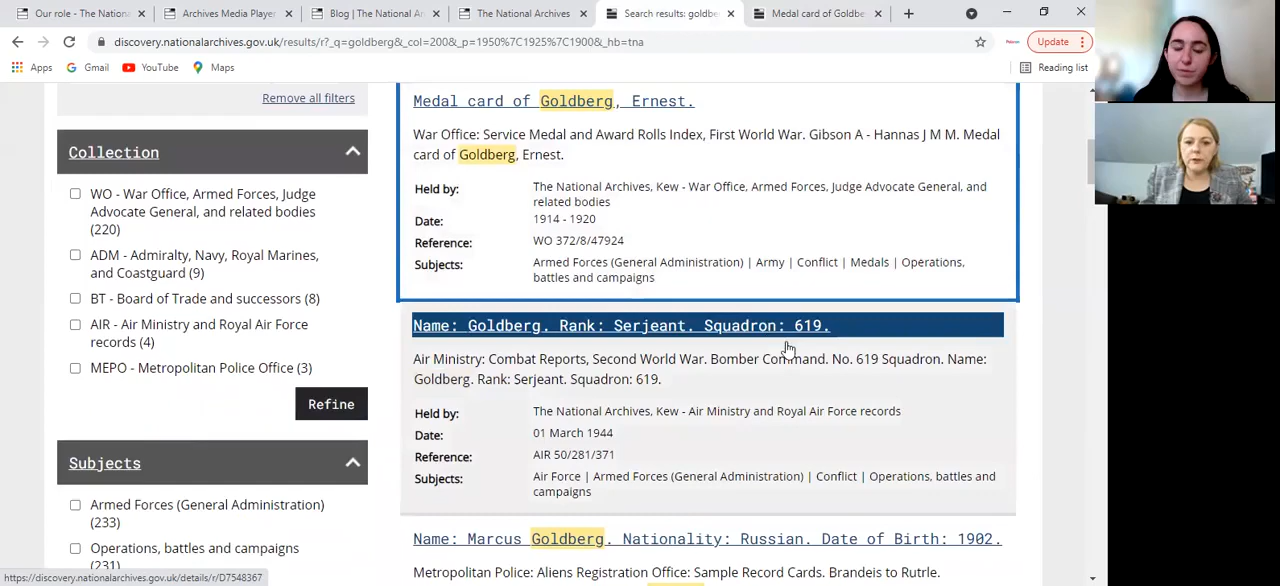 Our role - The Nationa
Archives Media Player
Blog | The National Ar
The National Archives
Search results: goldbe
Medal card of Goldbe
discovery.nationalarchives.gov.uk/results/r?_q=goldberg&_col=200&_p=1950%7C1925%7C1900&_hb=tna
Update
Apps
Gmail
YouTube
Maps
Reading list
Remove all filters
Collection
WO - War Office, Armed Forces, Judge
Advocate General, and related bodies
(220)
ADM - Admiralty, Navy, Royal Marines,
and Coastguard (9)
BT - Board of Trade and successors (8)
AIR - Air Ministry and Royal Air Force
records (4)
MEPO - Metropolitan Police Office (3)
Refine
Subjects
Armed Forces (General Administration)
(233)
Operations, battles and campaigns
(231)
https://discovery.nationalarchives.gov.uk/details/r/D7548367
Medal card of Goldberg, Ernest.
War Office: Service Medal and Award Rolls Index, First World War. Gibson A - Hannas J M M. Medal
card of Goldberg, Ernest.
Held by: The National Archives, Kew - War Office, Armed Forces, Judge Advocate General, and
related bodies
Date: 1914 - 1920
Reference: WO 372/8/47924
Subjects: Armed Forces (General Administration) | Army | Conflict | Medals | Operations,
battles and campaigns
Name: Goldberg. Rank: Serjeant. Squadron: 619.
Air Ministry: Combat Reports, Second World War. Bomber Command. No. 619 Squadron. Name:
Goldberg. Rank: Serjeant. Squadron: 619.
Held by: The National Archives, Kew - Air Ministry and Royal Air Force records
Date: 01 March 1944
Reference: AIR 50/281/371
Subjects: Air Force | Armed Forces (General Administration) | Conflict | Operations, battles and
campaigns
Name: Marcus Goldberg. Nationality: Russian. Date of Birth: 1902.
Metropolitan Police: Aliens Registration Office: Sample Record Cards. Brandeis to Rutrle.